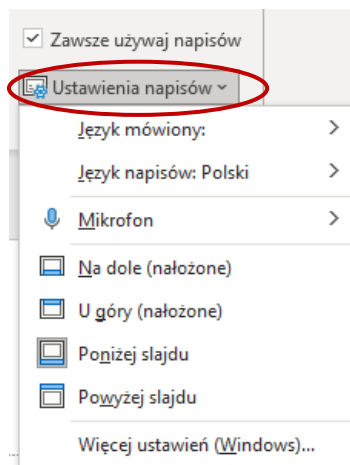 Zawsze używaj napisów
Ustawienia napisów
Język mówiony:
Język napisów: Polski
Mikrofon
Na dole (nałożone)
U góry (nałożone)
Poniżej slajdu
Powyżej slajdu
Więcej ustawień (Windows)...